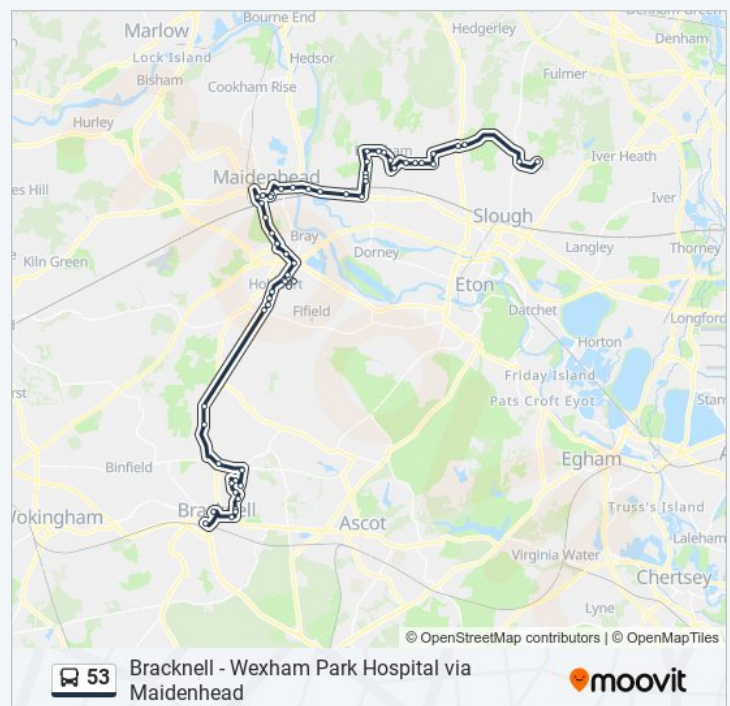 Bourne End
Hedgerley
Denham Green
Marlow
Denham
Lock Island
Hedsor
Bisham
Fulmer
Cookham Rise
Hurley
Iver Heath
Maidenhead
Iver
Slough
Bray
Langley
Thorney
Kiln Green
Dorney
Eton
Fifield
Datchet
Longford
Horton
Friday Island
Pats Croft Eyot
Egham
Binfield
Truss's Island
Wokingham
Ascot
Laleham
Virginia Water
Chertsey
Lyne
© OpenStreetMap contributors | © OpenMapTiles
53
Bracknell - Wexham Park Hospital via
Maidenhead
moovit